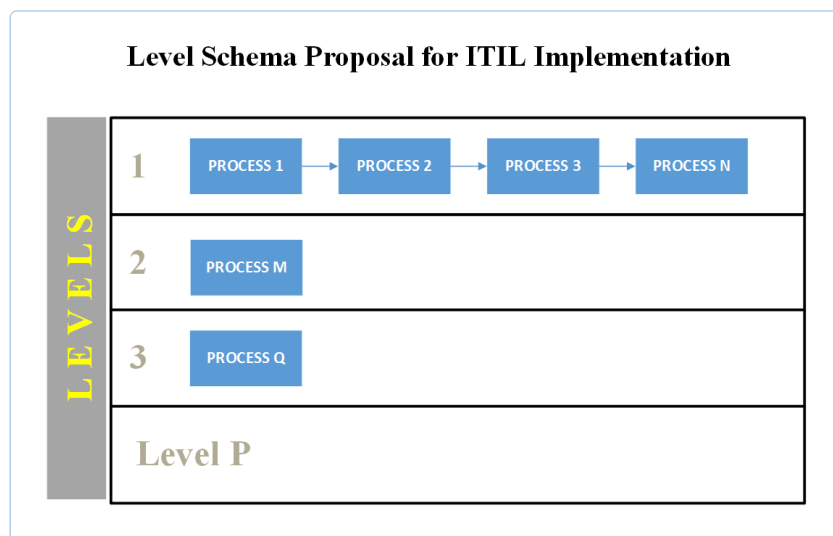 Level Schema Proposal for ITIL Implementation
LEVELS
1
PROCESS 1
PROCESS 2
PROCESS 3
PROCESS N
2
PROCESS M
3
PROCESS Q
Level P